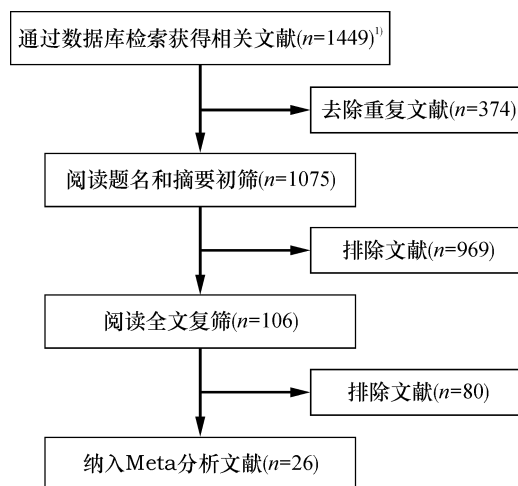 通过数据库检索获得相关文献(n=1449)¹⁾
去除重复文献(n=374)
阅读题名和摘要初筛(n=1075)
排除文献(n=969)
阅读全文复筛(n=106)
排除文献(n=80)
纳入Meta分析文献(n=26)